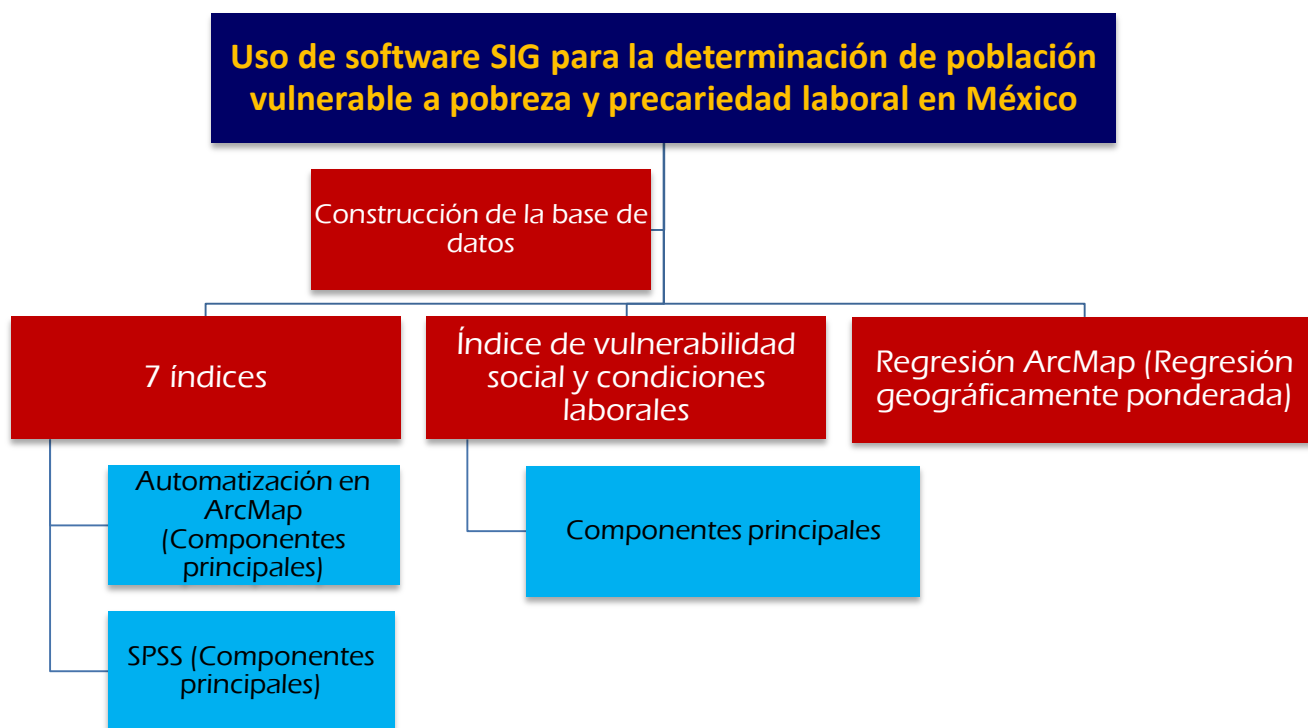 Uso de software SIG para la determinación de población
vulnerable a pobreza y precariedad laboral en México
Construcción de la base de
datos
7 índices
Índice de vulnerabilidad
social y condiciones
laborales
Regresión ArcMap (Regresión
geográficamente ponderada)
Automatización en
ArcMap
(Componentes
principales)
Componentes principales
SPSS (Componentes
principales)